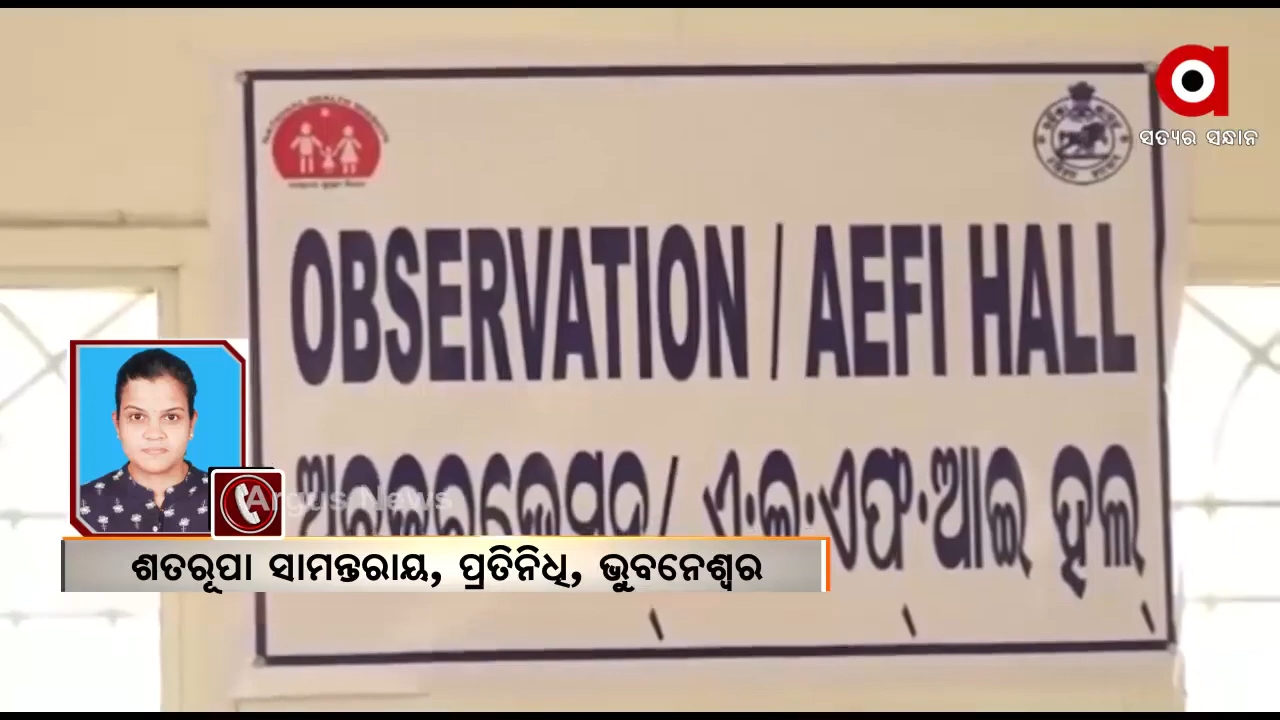 ସତ୍ୟର ସନ୍ଧାନ
OBSERVATION / AEFI HALL
ଏ.ଇ.ଏଫ.ଆଇ ହଲ
Argus News
ଶତରୂପା ସାମନ୍ତରାୟ, ପ୍ରତିନିଧି, ଭୁବନେଶ୍ୱର